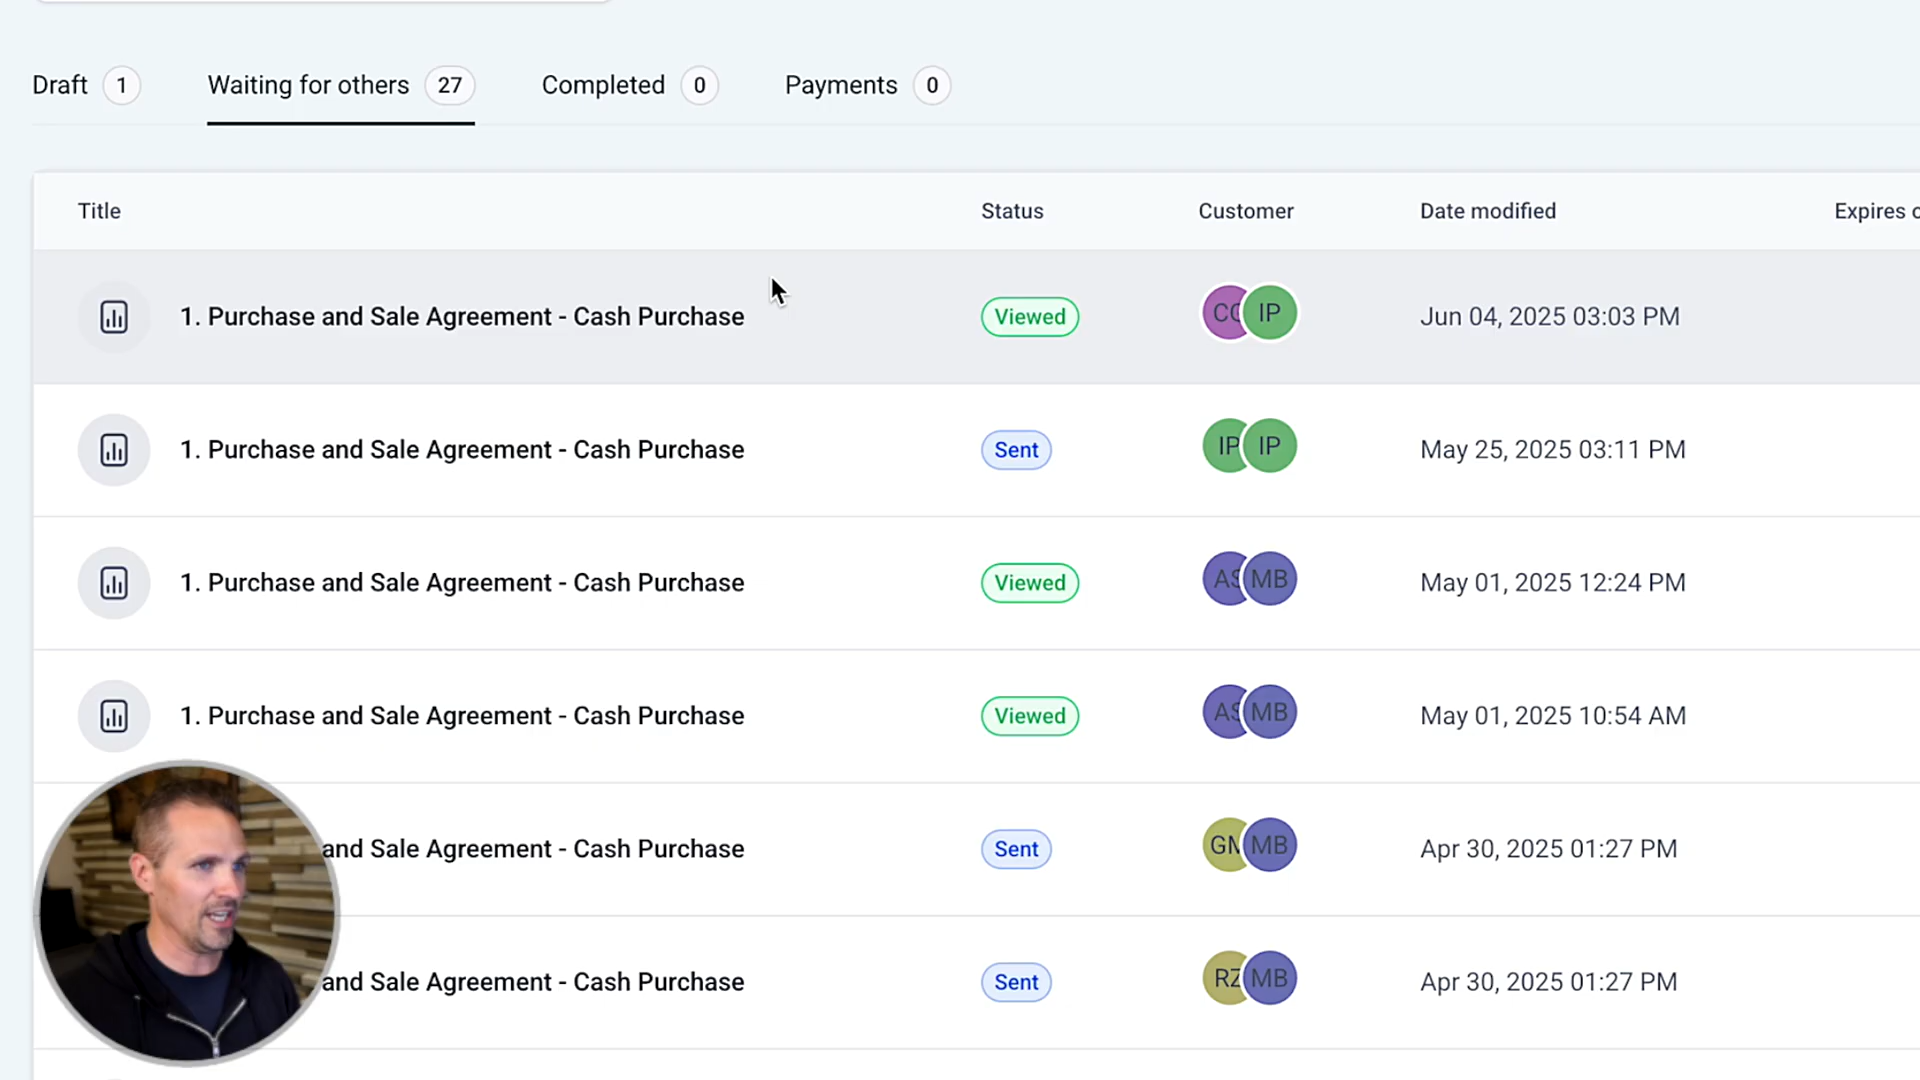 Draft 1 Waiting for others 27 Completed 0 Payments 0
Title Status Customer Date modified Expires
1. Purchase and Sale Agreement - Cash Purchase Viewed IP Jun 04, 2025 03:03 PM
1. Purchase and Sale Agreement - Cash Purchase Sent IP IP May 25, 2025 03:11 PM
1. Purchase and Sale Agreement - Cash Purchase Viewed AS MB May 01, 2025 12:24 PM
1. Purchase and Sale Agreement - Cash Purchase Viewed AS MB May 01, 2025 10:54 AM
and Sale Agreement - Cash Purchase Sent GM MB Apr 30, 2025 01:27 PM
and Sale Agreement - Cash Purchase Sent RZ MB Apr 30, 2025 01:27 PM